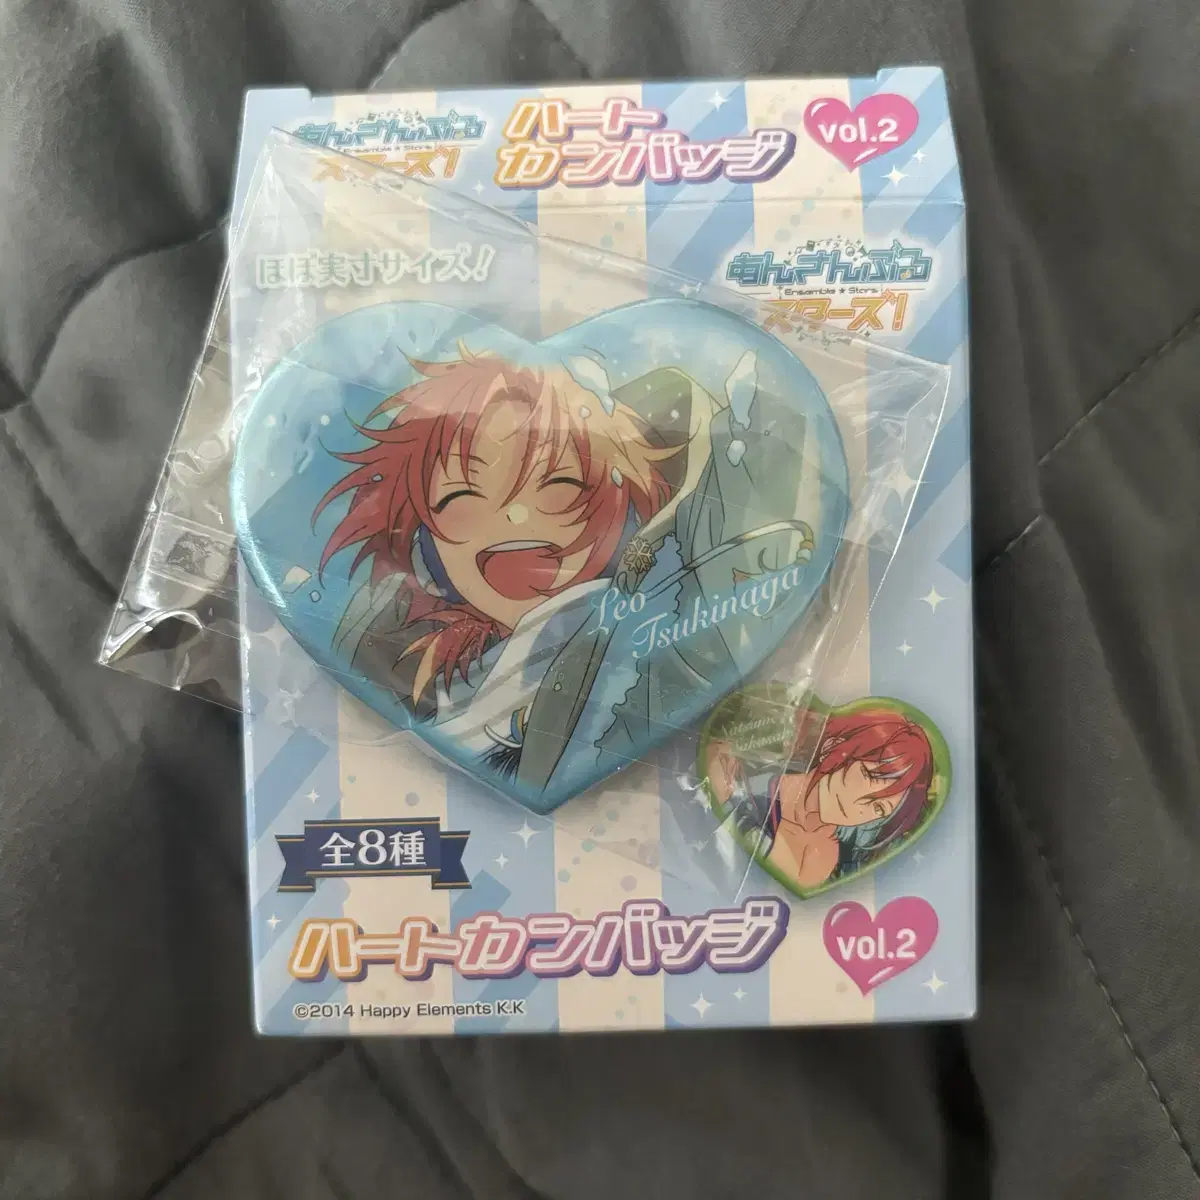 あんさんぶる
Ensemble ★ Stars
スターズ!
ハート
カンバッジ
vol.2
ほぼ実寸サイズ!
あんさんぶる
Ensemble ★ Stars
スターズ!
Leo
Tsukinaga
Natsume
Sakasaki
全8種
ハートカンバッジ
vol.2
©2014 Happy Elements K.K